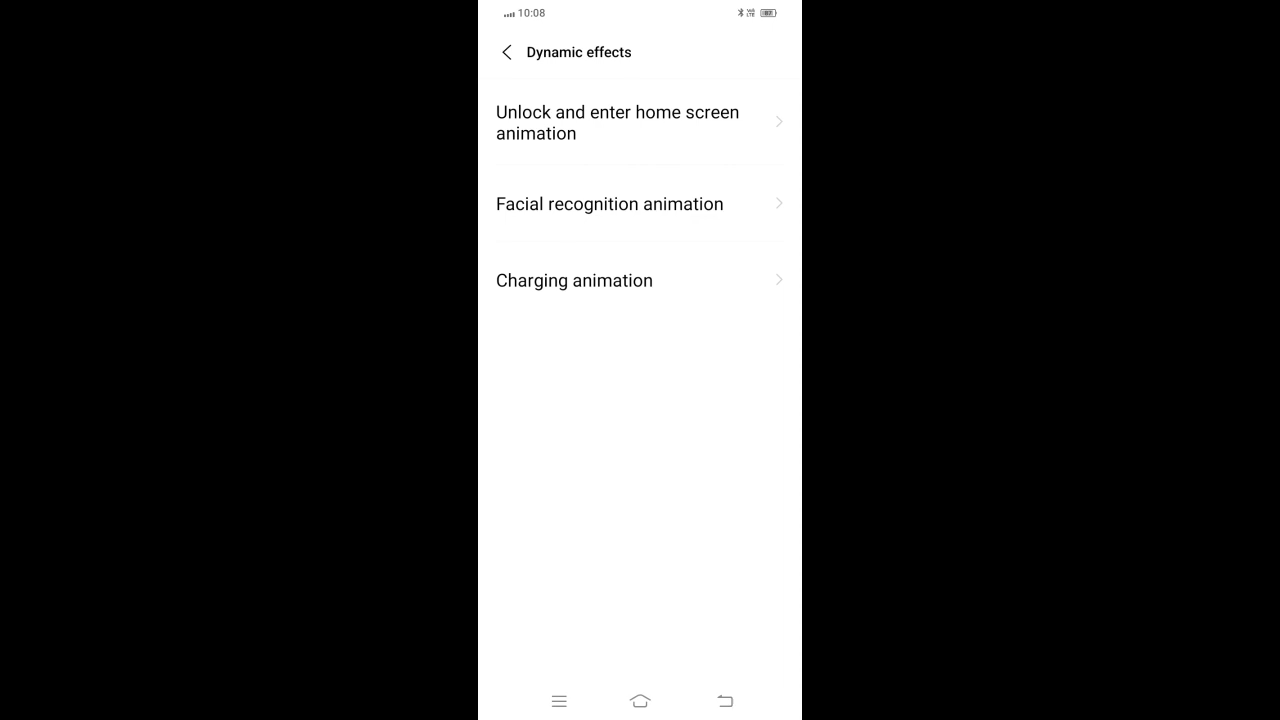 10:08
Dynamic effects
Unlock and enter home screen
animation
Facial recognition animation
Charging animation